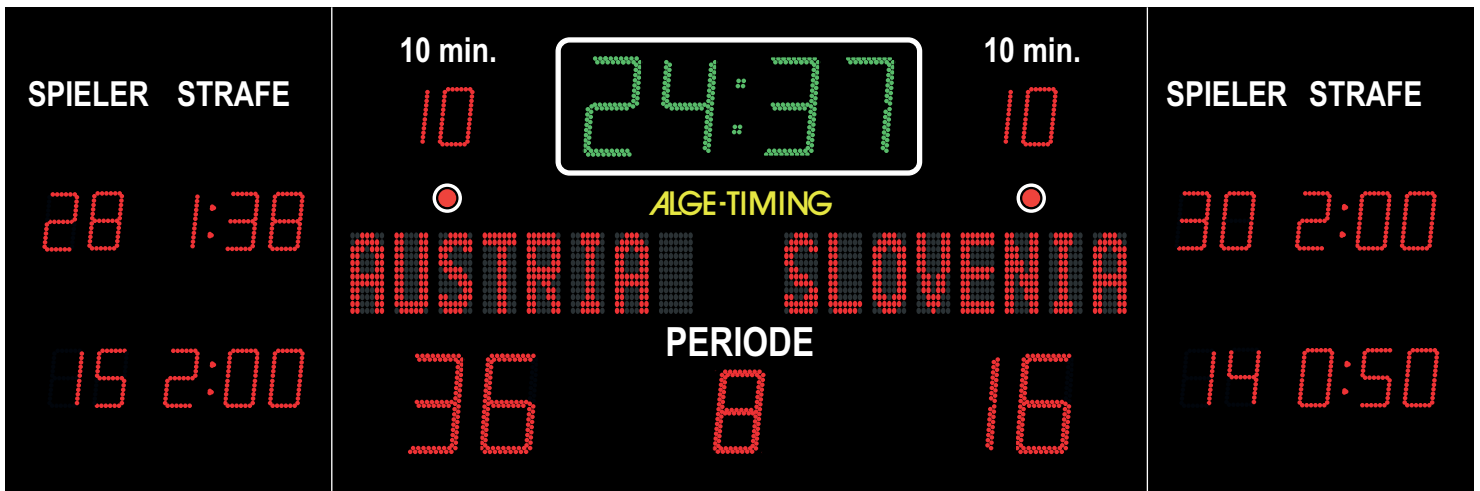 SPIELER STRAFE
28 1:38
15 2:00
10 min. 24:37 10 min.
10 10
ALGE-TIMING
AUSTRIA SLOVENIA
PERIODE
36 8 16
SPIELER STRAFE
30 2:00
14 0:50